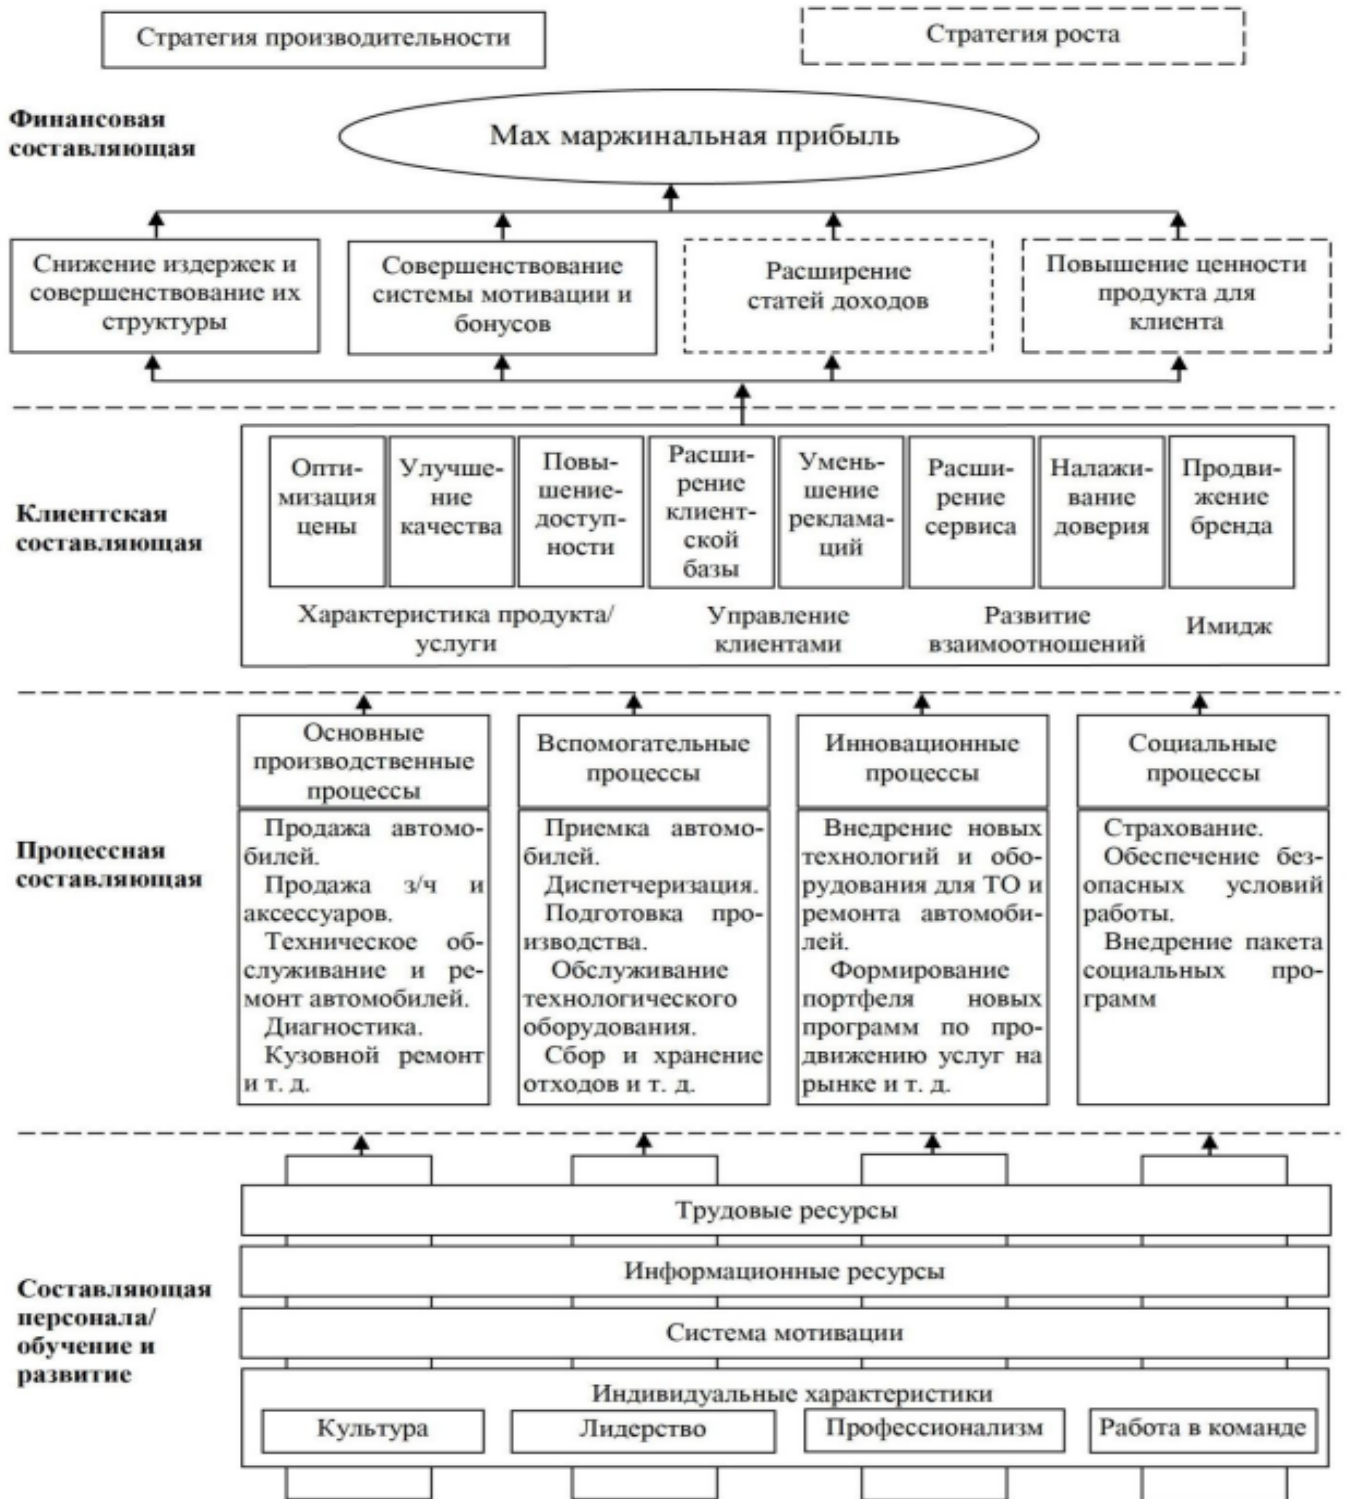 Стратегия производительности
Стратегия роста
Финансовая
составляющая
Мах маржинальная прибыль
Снижение издержек и
совершенствование их
структуры
Совершенствование
системы мотивации и
бонусов
Расширение
статей доходов
Повышение ценности
продукта для
клиента
Клиентская
составляющая
Опти-
мизация
цены
Улучше-
ние
качества
Повы-
шение-
доступ-
ности
Расши-
рение
клиент-
ской
базы
Умень-
шение
реклама-
ций
Расши-
рение
сервиса
Налажи-
вание
доверия
Продви-
жение
бренда
Характеристика продукта/
услуги
Управление
клиентами
Развитие
взаимоотношений
Имидж
Процессная
составляющая
Основные
производственные
процессы
Продажа автомо-
билей.
Продажа з/ч и
аксессуаров.
Техническое об-
служивание и ре-
монт автомобилей.
Диагностика.
Кузовной ремонт
и т. д.
Вспомогательные
процессы
Приемка автомо-
билей.
Диспетчеризация.
Подготовка про-
изводства.
Обслуживание
технологического
оборудования.
Сбор и хранение
отходов и т. д.
Инновационные
процессы
Внедрение новых
технологий и обо-
рудования для ТО и
ремонта автомоби-
лей.
Формирование
портфеля новых
программ по про-
движению услуг на
рынке и т. д.
Социальные
процессы
Страхование.
Обеспечение без-
опасных условий
работы.
Внедрение пакета
социальных про-
грамм
Составляющая
персонала/
обучение и
развитие
Трудовые ресурсы
Информационные ресурсы
Система мотивации
Индивидуальные характеристики
Культура
Лидерство
Профессионализм
Работа в команде